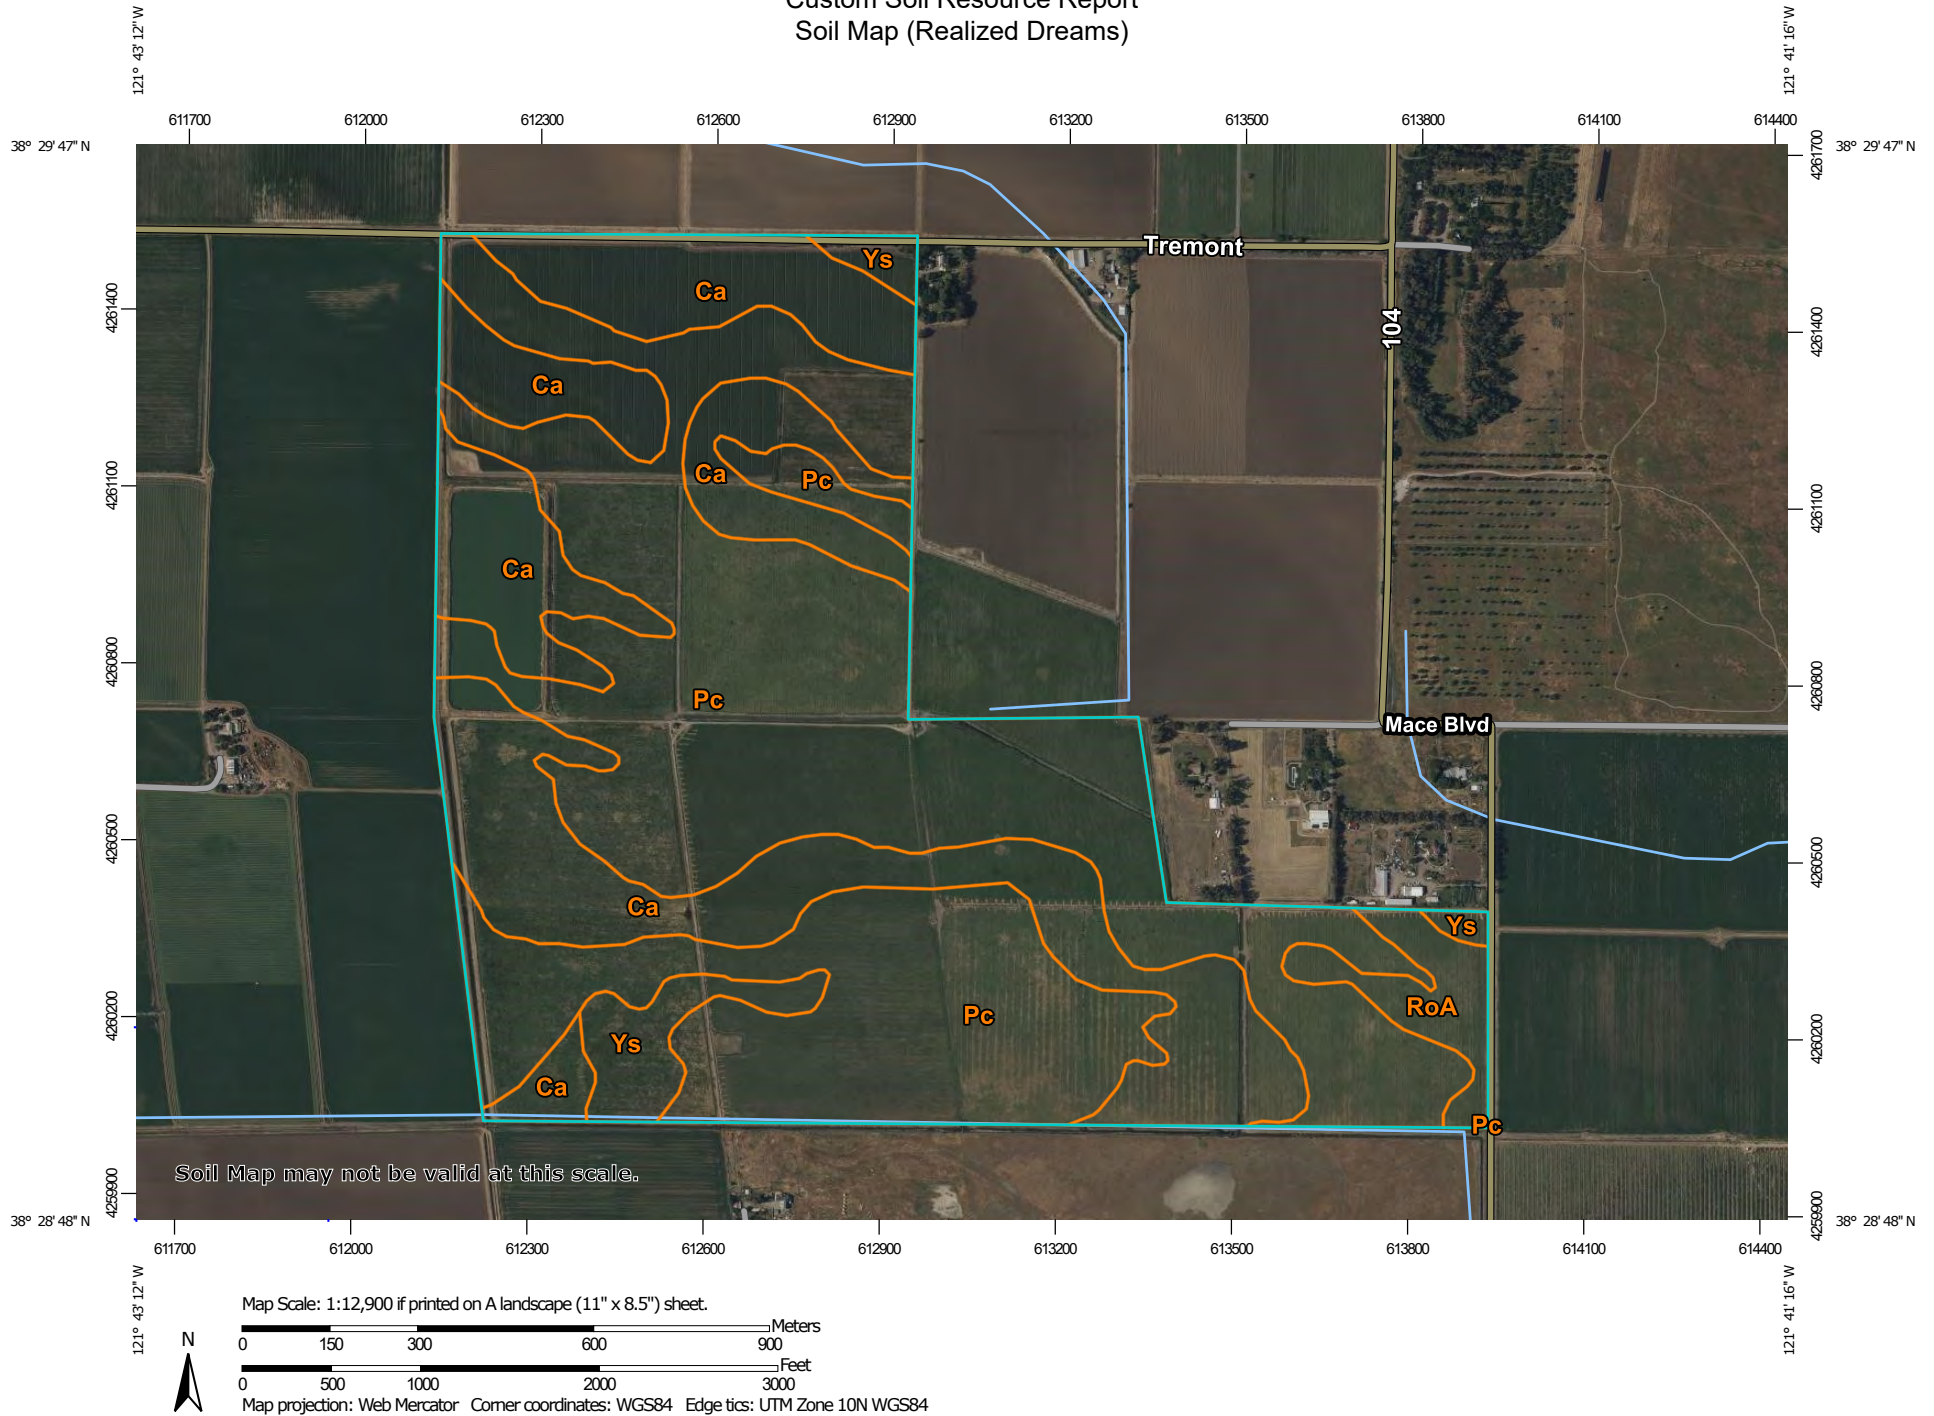 Custom Soil Resource Report
Soil Map (Realized Dreams)
121° 43' 12" W
121° 41' 16" W
611700 612000 612300 612600 612900 613200 613500 613800 614100 614400
38° 29' 47" N
38° 29' 47" N
4261700
Tremont
Ys
Ca
4261400
104
4261400
Ca
Ca
Pc
4261100
4261100
Ca
4260800
4260800
Pc
Mace Blvd
4260500
4260500
Ca
Ys
RoA
Pc
4260200
4260200
Ys
Ca
Pc
Soil Map may not be valid at this scale.
4259900
4259900
38° 28' 48" N
38° 28' 48" N
611700 612000 612300 612600 612900 613200 613500 613800 614100 614400
121° 43' 12" W
121° 41' 16" W
Map Scale: 1:12,900 if printed on A landscape (11" x 8.5") sheet.
Meters
0 150 300 600 900
N
Feet
0 500 1000 2000 3000
Map projection: Web Mercator Corner coordinates: WGS84 Edge tics: UTM Zone 10N WGS84